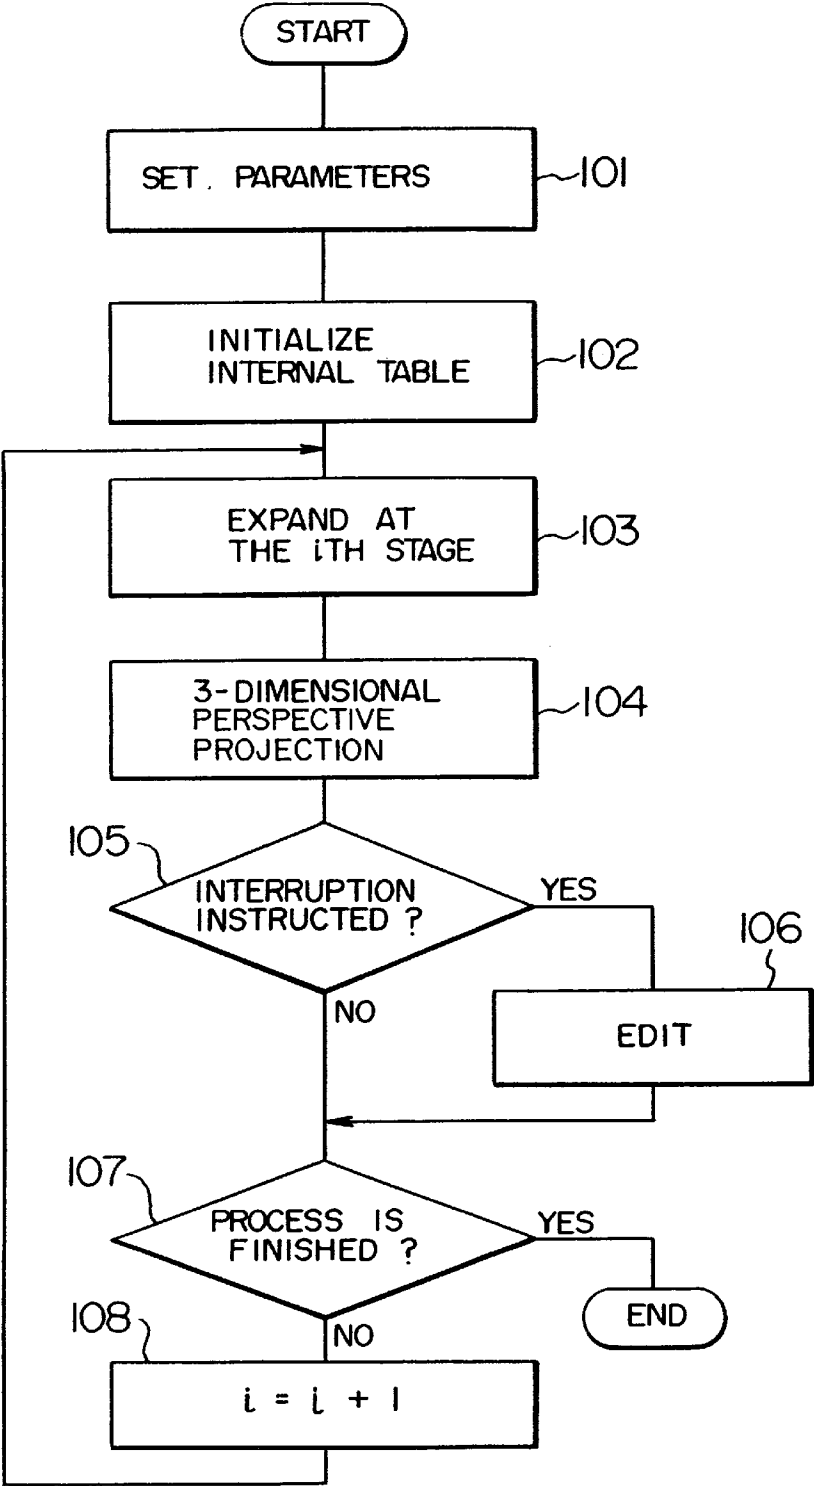 START
SET. PARAMETERS
101
INITIALIZE
INTERNAL TABLE
102
EXPAND AT
THE iTH STAGE
103
3-DIMENSIONAL
PERSPECTIVE
PROJECTION
104
105
INTERRUPTION
INSTRUCTED ?
YES
NO
106
EDIT
107
PROCESS IS
FINISHED ?
YES
NO
END
108
i = i + 1